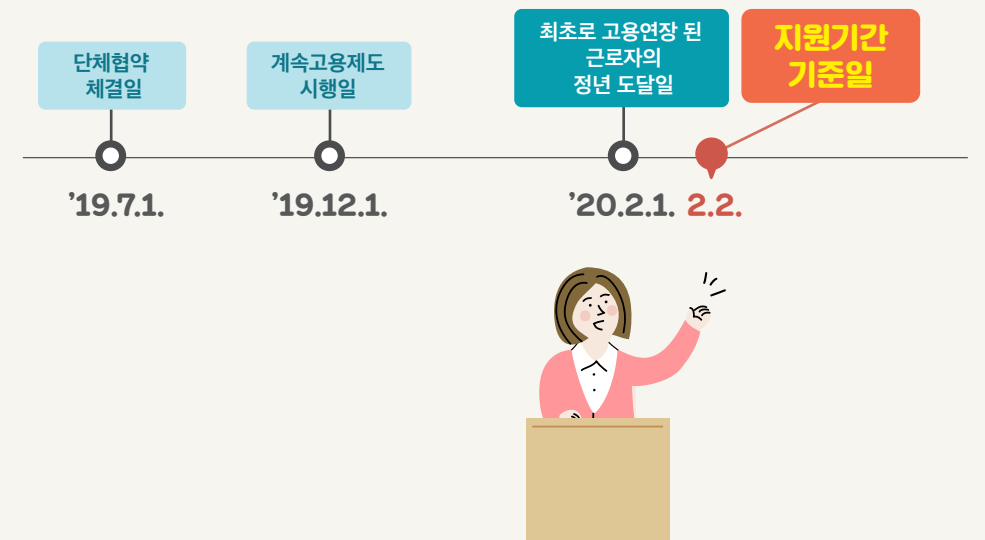 단체협약
체결일
계속고용제도
시행일
최초로 고용연장 된
근로자의
정년 도달일
지원기간
기준일
’19.7.1.
’19.12.1.
’20.2.1.
2.2.